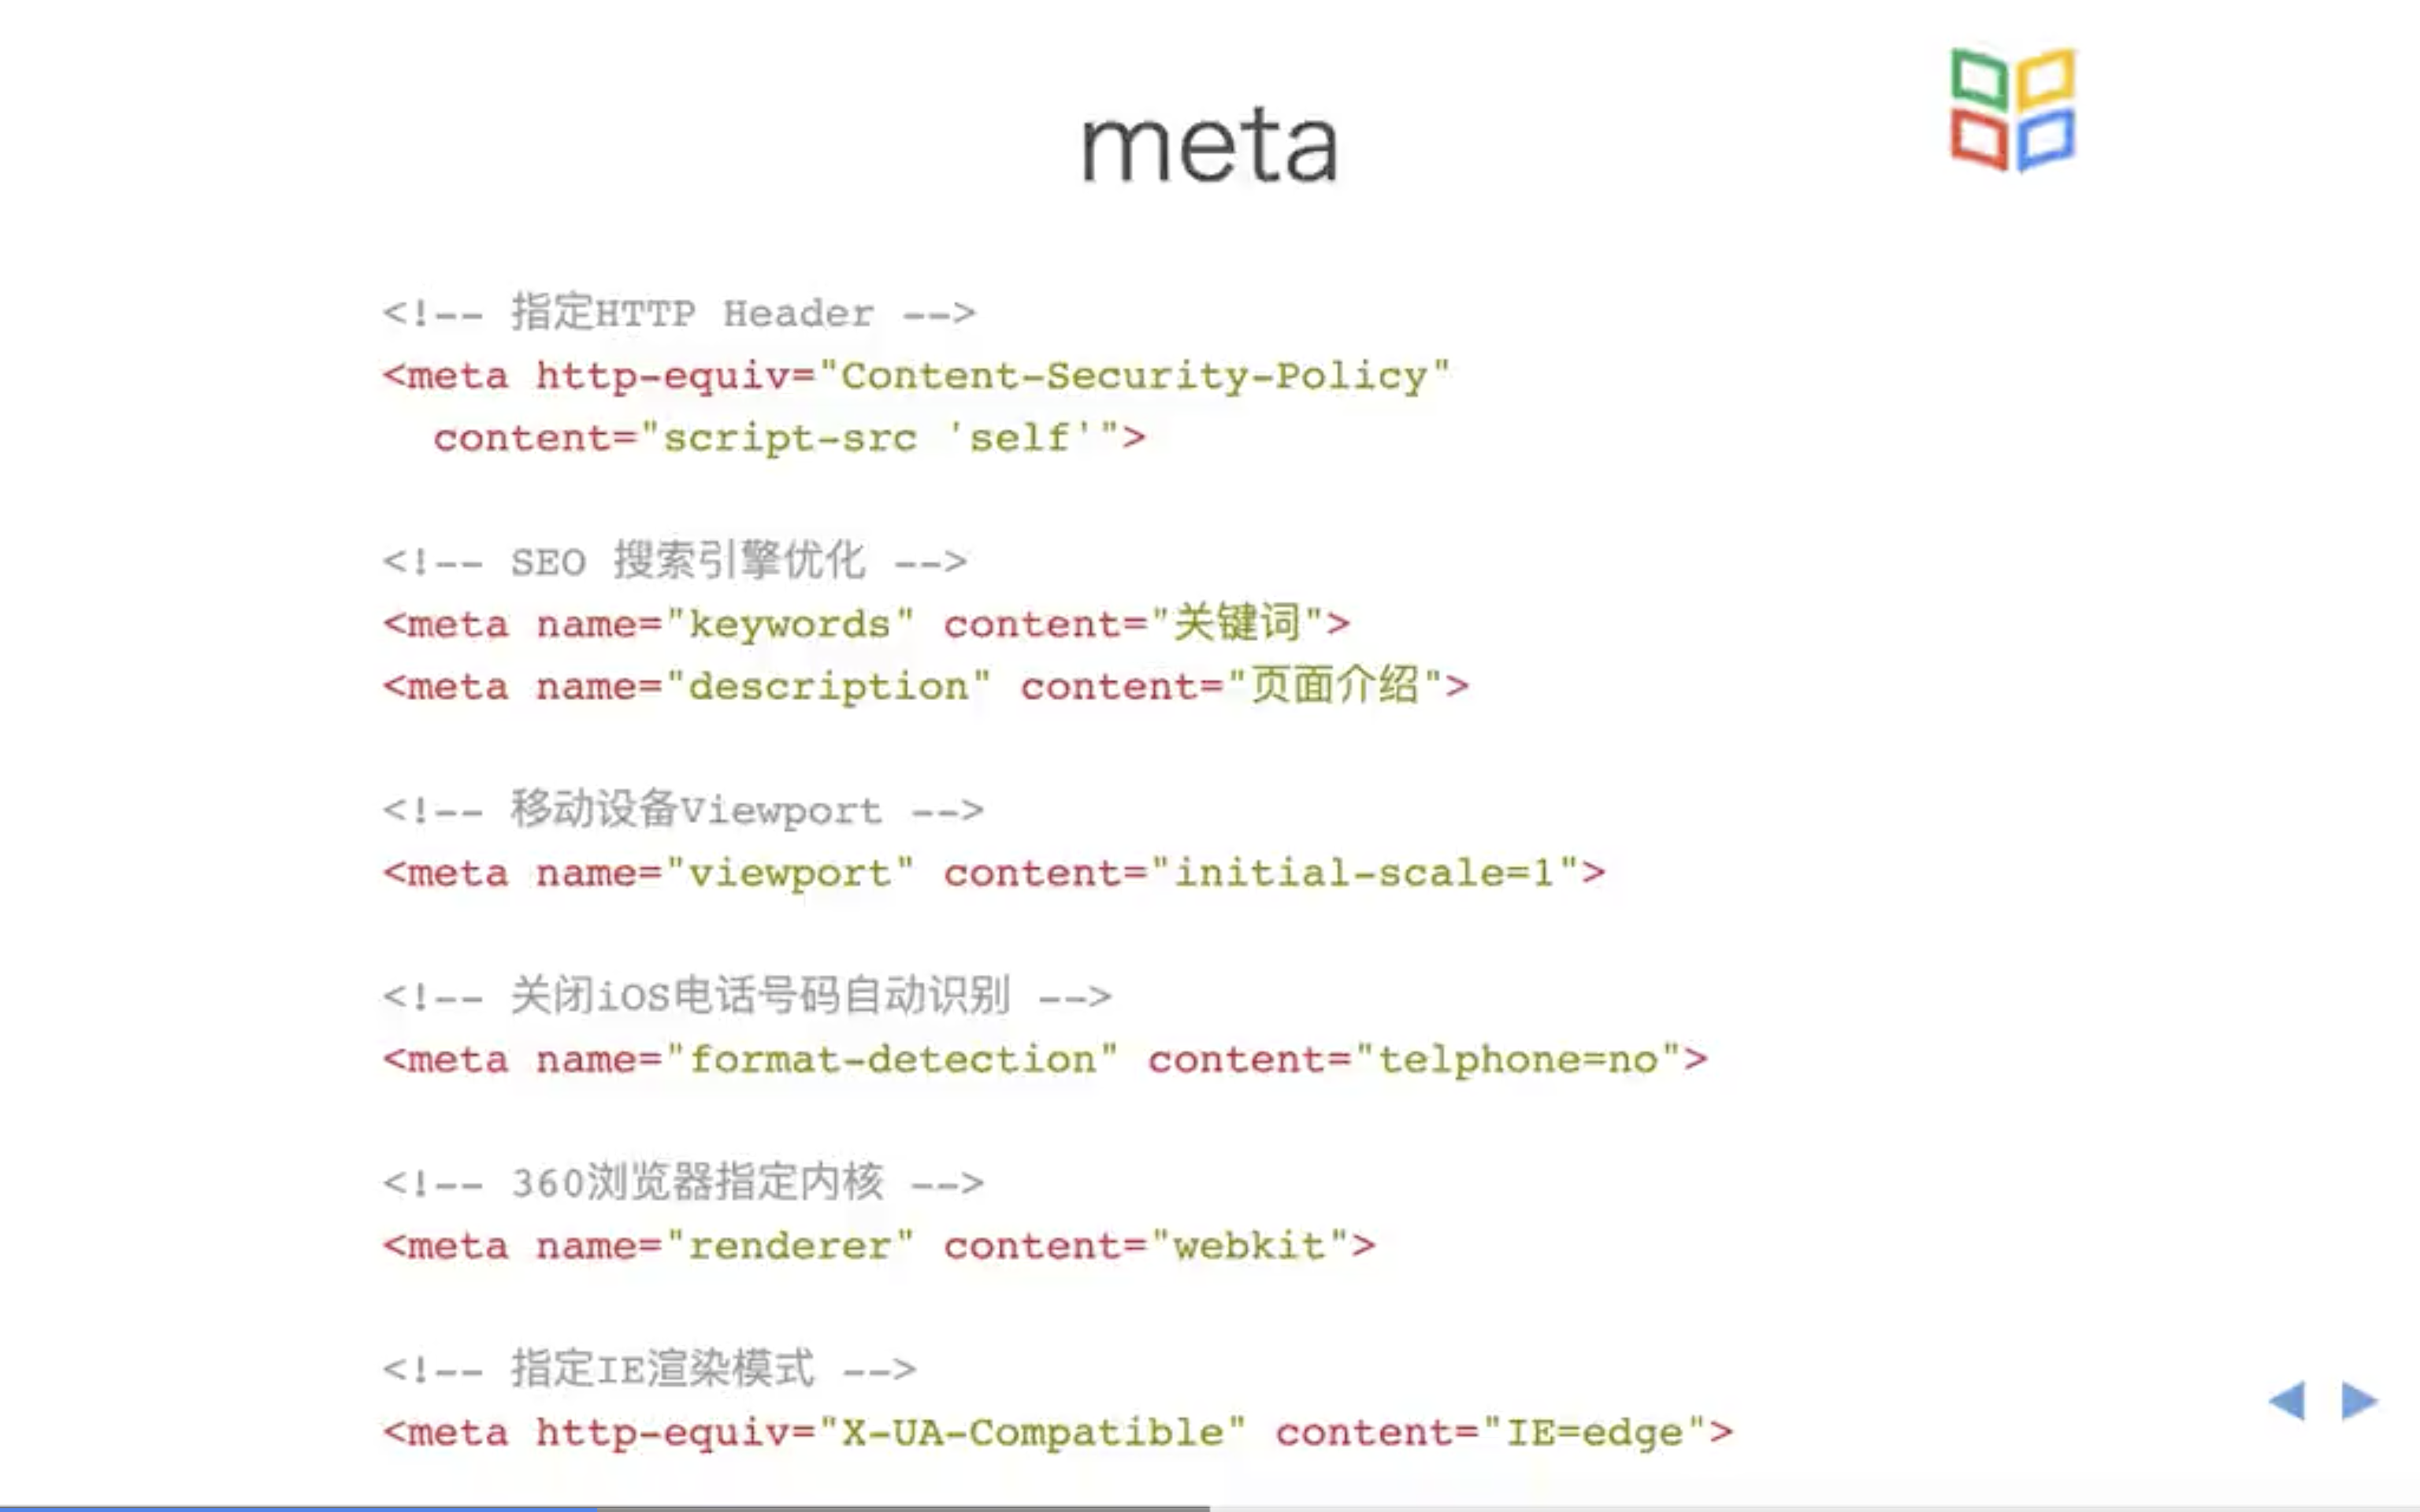 meta
<!-- 指定HTTP Header -->
<meta http-equiv="Content-Security-Policy"
content="script-src 'self'">
<!-- SEO 搜索引擎优化 -->
<meta name="keywords" content="关键词">
<meta name="description" content="页面介绍">
<!-- 移动设备Viewport -->
<meta name="viewport" content="initial-scale=1">
<!-- 关闭iOS电话号码自动识别 -->
<meta name="format-detection" content="telphone=no">
<!-- 360浏览器指定内核 -->
<meta name="renderer" content="webkit">
<!-- 指定IE渲染模式 -->
<meta http-equiv="X-UA-Compatible" content="IE=edge">